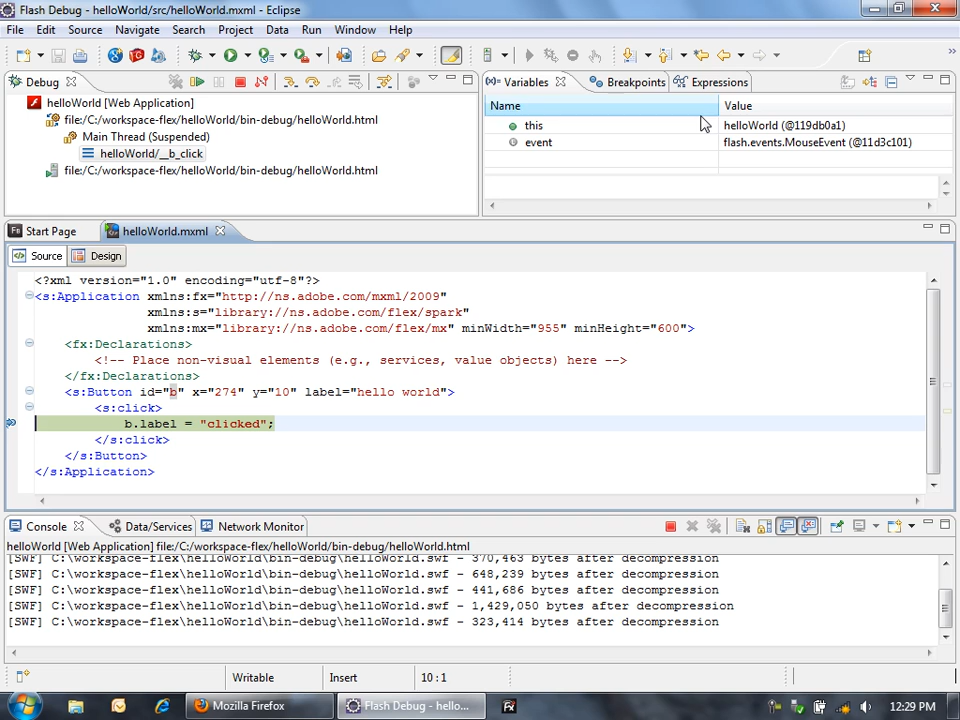 Flash Debug - helloWorld/src/helloWorld.mxml - Eclipse
File Edit Source Navigate Search Project Data Run Window Help
Debug
helloWorld [Web Application]
file:/C:/workspace-flex/helloWorld/bin-debug/helloWorld.html
Main Thread (Suspended)
helloWorld/__b_click
file:/C:/workspace-flex/helloWorld/bin-debug/helloWorld.html
(x)= Variables Breakpoints Expressions
Name Value
this helloWorld (@119db0a1)
event flash.events.MouseEvent (@11d3c101)
Fb Start Page helloWorld.mxml
Source Design
<?xml version="1.0" encoding="utf-8"?>
<s:Application xmlns:fx="http://ns.adobe.com/mxml/2009"
xmlns:s="library://ns.adobe.com/flex/spark"
xmlns:mx="library://ns.adobe.com/flex/mx" minWidth="955" minHeight="600">
<fx:Declarations>
<!-- Place non-visual elements (e.g., services, value objects) here -->
</fx:Declarations>
<s:Button id="b" x="274" y="10" label="hello world">
<s:click>
b.label = "clicked";
</s:click>
</s:Button>
</s:Application>
Console Data/Services Network Monitor
helloWorld [Web Application] file:/C:/workspace-flex/helloWorld/bin-debug/helloWorld.html
[SWF] C:\workspace-flex\helloWorld\bin-debug\helloWorld.swf - 370,463 bytes after decompression
[SWF] C:\workspace-flex\helloWorld\bin-debug\helloWorld.swf - 648,239 bytes after decompression
[SWF] C:\workspace-flex\helloWorld\bin-debug\helloWorld.swf - 441,686 bytes after decompression
[SWF] C:\workspace-flex\helloWorld\bin-debug\helloWorld.swf - 1,429,050 bytes after decompression
[SWF] C:\workspace-flex\helloWorld\bin-debug\helloWorld.swf - 323,414 bytes after decompression
Writable Insert 10 : 1
Mozilla Firefox Flash Debug - hello... Fx 12:29 PM